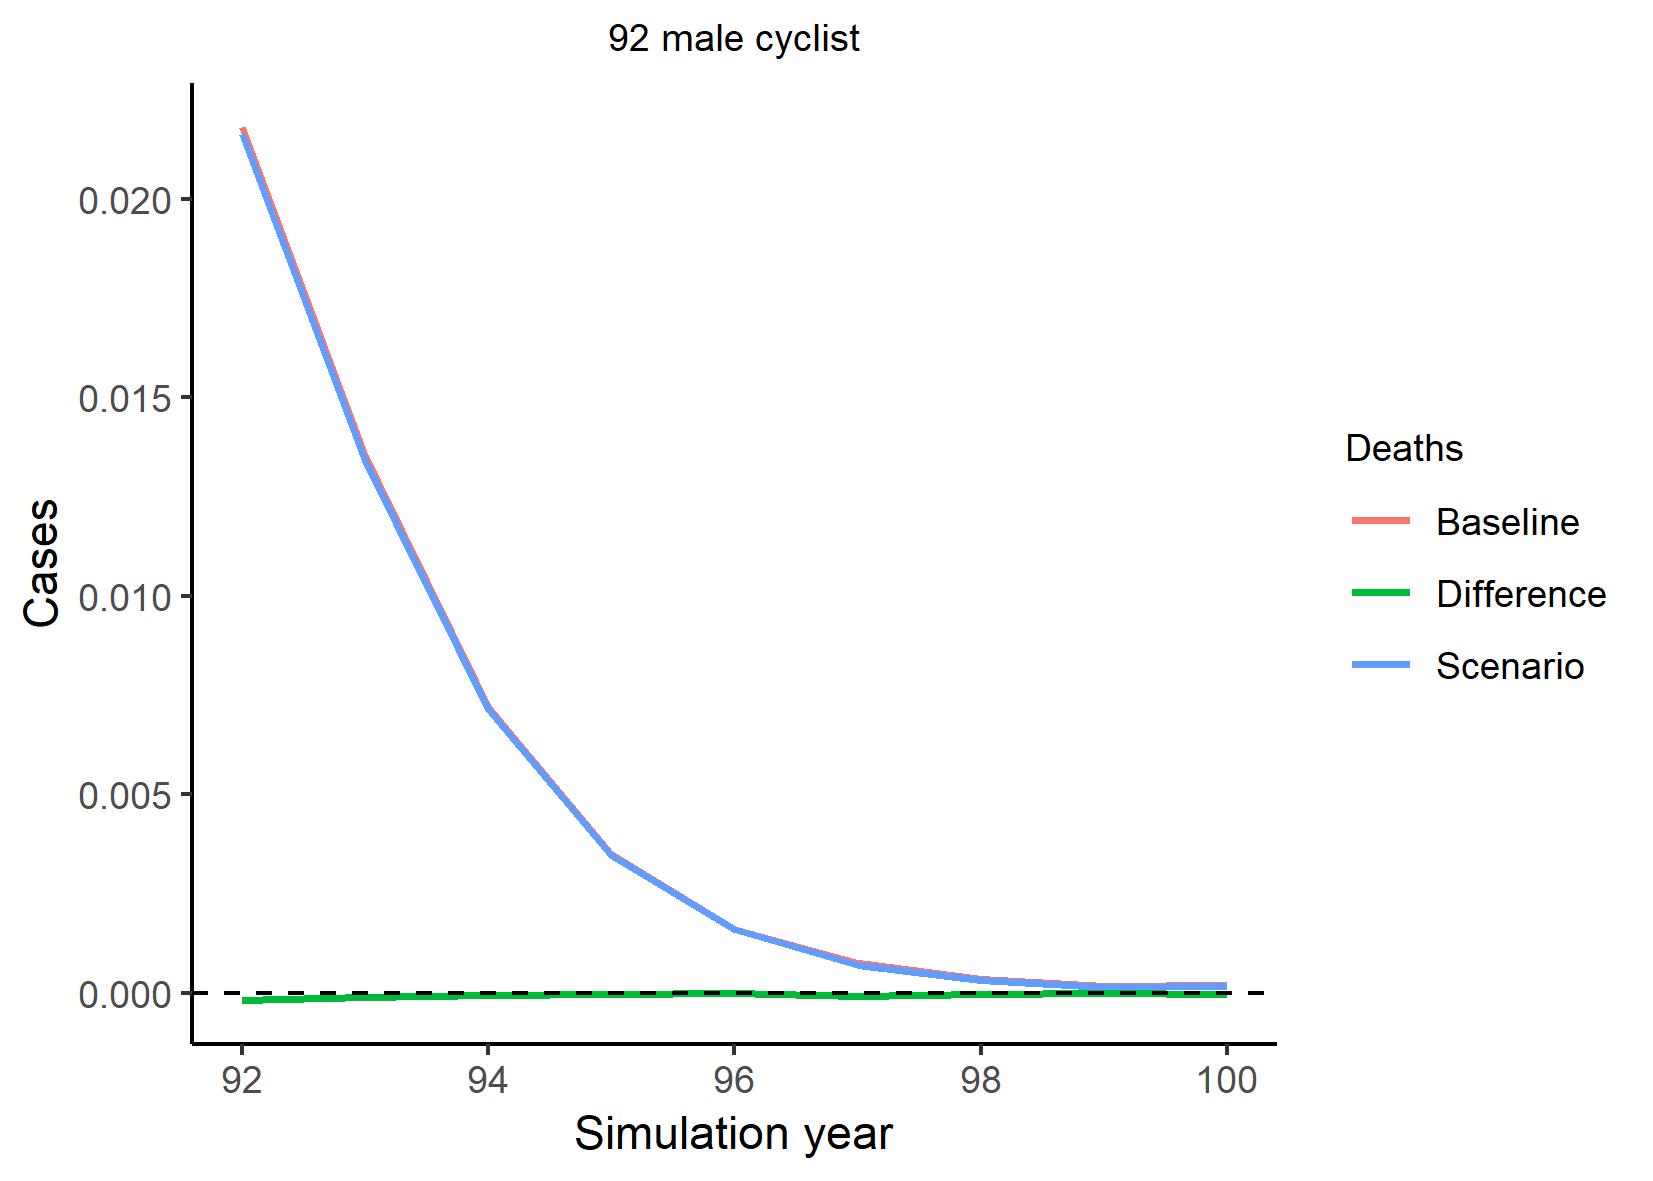 92 male cyclist
Cases
0.020
0.015
0.010
0.005
0.000
92 94 96 98 100
Simulation year
Deaths
Baseline
Difference
Scenario